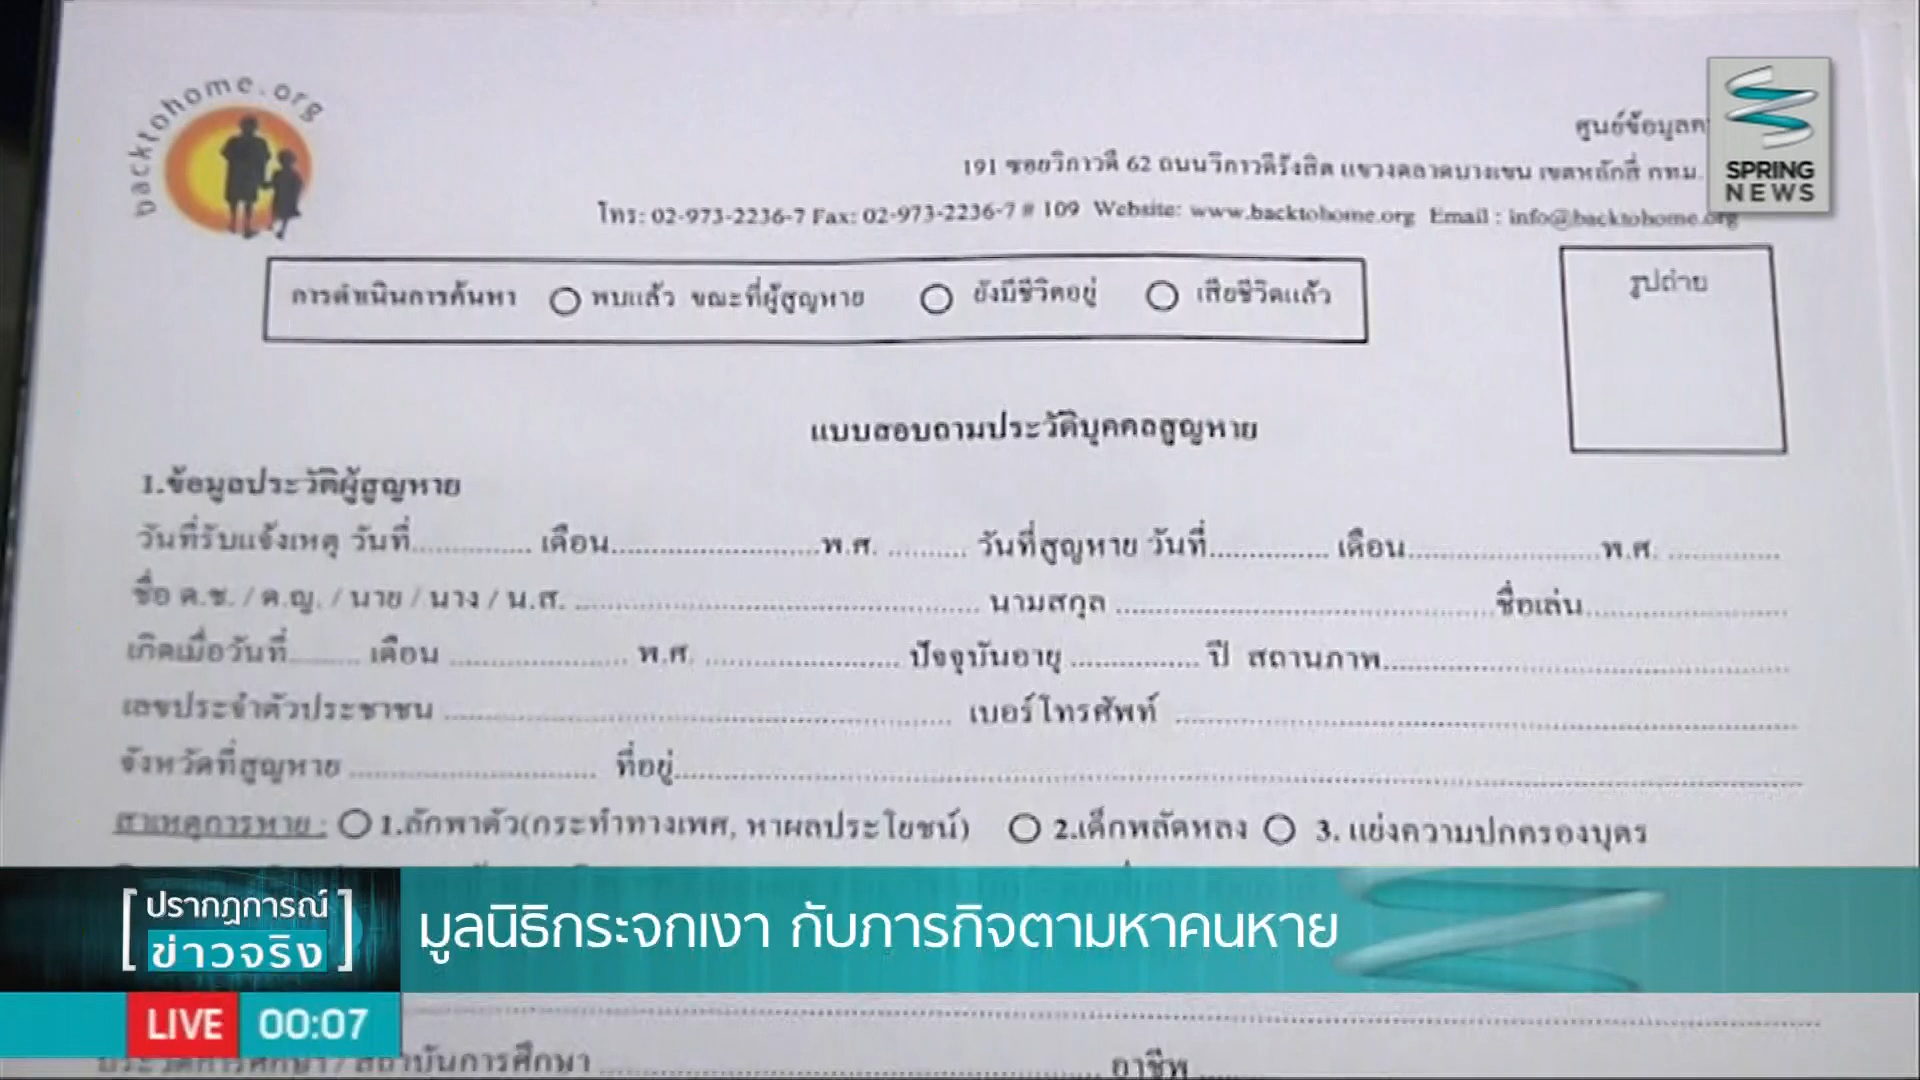 backtohome.org
ศูนย์ข้อมูลค
191 ซอยวิภาวดี 62 ถนนวิภาวดีรังสิต แขวงตลาดบางเขน เขตหลักสี่ กทม.
โทร: 02-973-2236-7 Fax: 02-973-2236-7 # 109 Website: www.backtohome.org Email : info@backtohome.org
SPRING
NEWS
การดำเนินการค้นหา พบแล้ว ขณะที่ผู้สูญหาย ยังมีชีวิตอยู่ เสียชีวิตแล้ว
รูปถ่าย
แบบสอบถามประวัติบุคคลสูญหาย
1.ข้อมูลประวัติผู้สูญหาย
วันที่รับแจ้งเหตุ วันที่............. เดือน.......................พ.ศ. ......... วันที่สูญหาย วันที่............. เดือน.....................พ.ศ. ............
ชื่อ ด.ช. / ด.ญ. / นาย / นาง / น.ส. ............................................. นามสกุล ..........................................ชื่อเล่น......................
เกิดเมื่อวันที่........ เดือน .................... พ.ศ. ..................... ปัจจุบันอายุ .............. ปี สถานภาพ.............................................
เลขประจำตัวประชาชน ......................................................... เบอร์โทรศัพท์ .....................................................................
จังหวัดที่สูญหาย ........................... ที่อยู่.............................................................................................................................
สาเหตุการหาย : 1.ลักพาตัว(กระทำทางเพศ, หาผลประโยชน์) 2.เด็กพลัดหลง 3. แย่งความปกครองบุตร
[ปรากฏการณ์
ข่าวจริง]
มูลนิธิกระจกเงา กับภารกิจตามหาคนหาย
LIVE 00:07
ประวัติการศึกษา / สถาบันการศึกษา ........................................................ อาชีพ ......